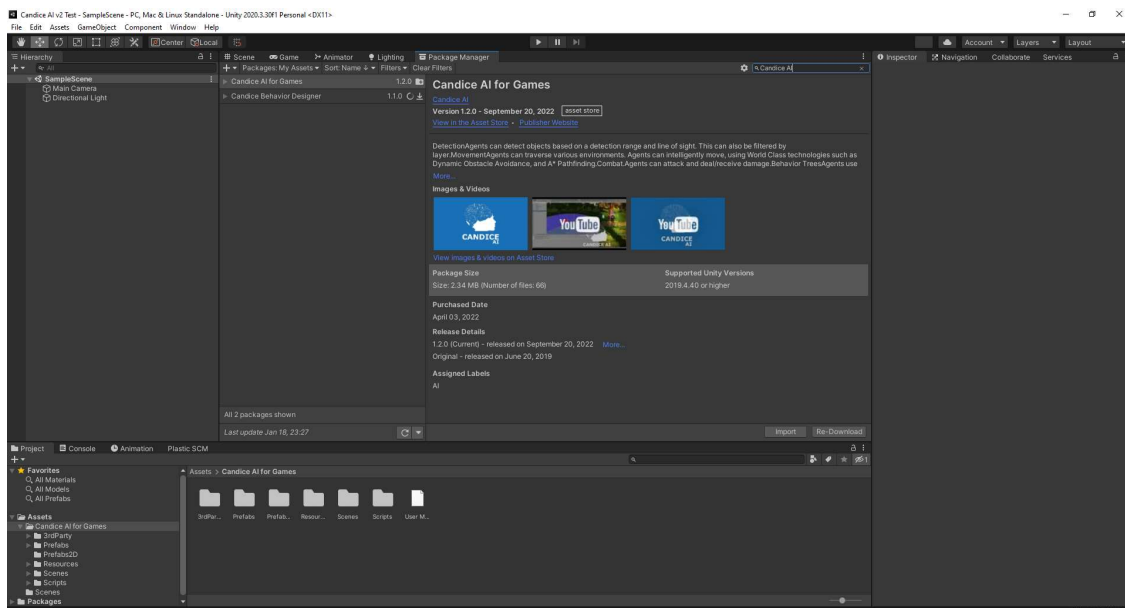 Candice AI v2 Test - SampleScene - PC, Mac & Linux Standalone - Unity 2020.3.30f1 Personal <DX11>
File Edit Assets GameObject Component Window Help
Center Local
Account Layers Layout
Hierarchy
Scene Game Animator Lighting Package Manager
Inspector Navigation Collaborate Services
All
Packages: My Assets Sort: Name Filters Clear Filters
Candice AI
SampleScene
Main Camera
Directional Light
Candice AI for Games 1.2.0
Candice Behavior Designer 1.1.0
Candice AI for Games
Candice AI
Version 1.2.0 - September 20, 2022 asset store
View in the Asset Store • Publisher Website
DetectionAgents can detect objects based on a detection range and line of sight. This can also be filtered by
layer.MovementAgents can traverse various environments. Agents can intelligently move, using World Class technologies such as
Dynamic Obstacle Avoidance, and A* Pathfinding.Combat.Agents can attack and deal/receive damage.Behavior TreesAgents use
More...
Images & Videos
CANDICE AI
YouTube
CANDICE AI
YouTube
CANDICE AI
View images & videos on Asset Store
Package Size Supported Unity Versions
Size: 2.34 MB (Number of files: 66) 2019.4.40 or higher
Purchased Date
April 03, 2022
Release Details
1.2.0 (Current) - released on September 20, 2022 More...
Original - released on June 20, 2019
Assigned Labels
AI
All 2 packages shown
Last update Jan 18, 23:27
Import Re-Download
Project Console Animation Plastic SCM
1
Favorites
All Materials
All Models
All Prefabs
Assets
Candice AI for Games
3rdParty
Prefabs
Prefabs2D
Resources
Scenes
Scripts
Scenes
Packages
Assets > Candice AI for Games
3rdPar... Prefabs Prefab... Resour... Scenes Scripts User M...